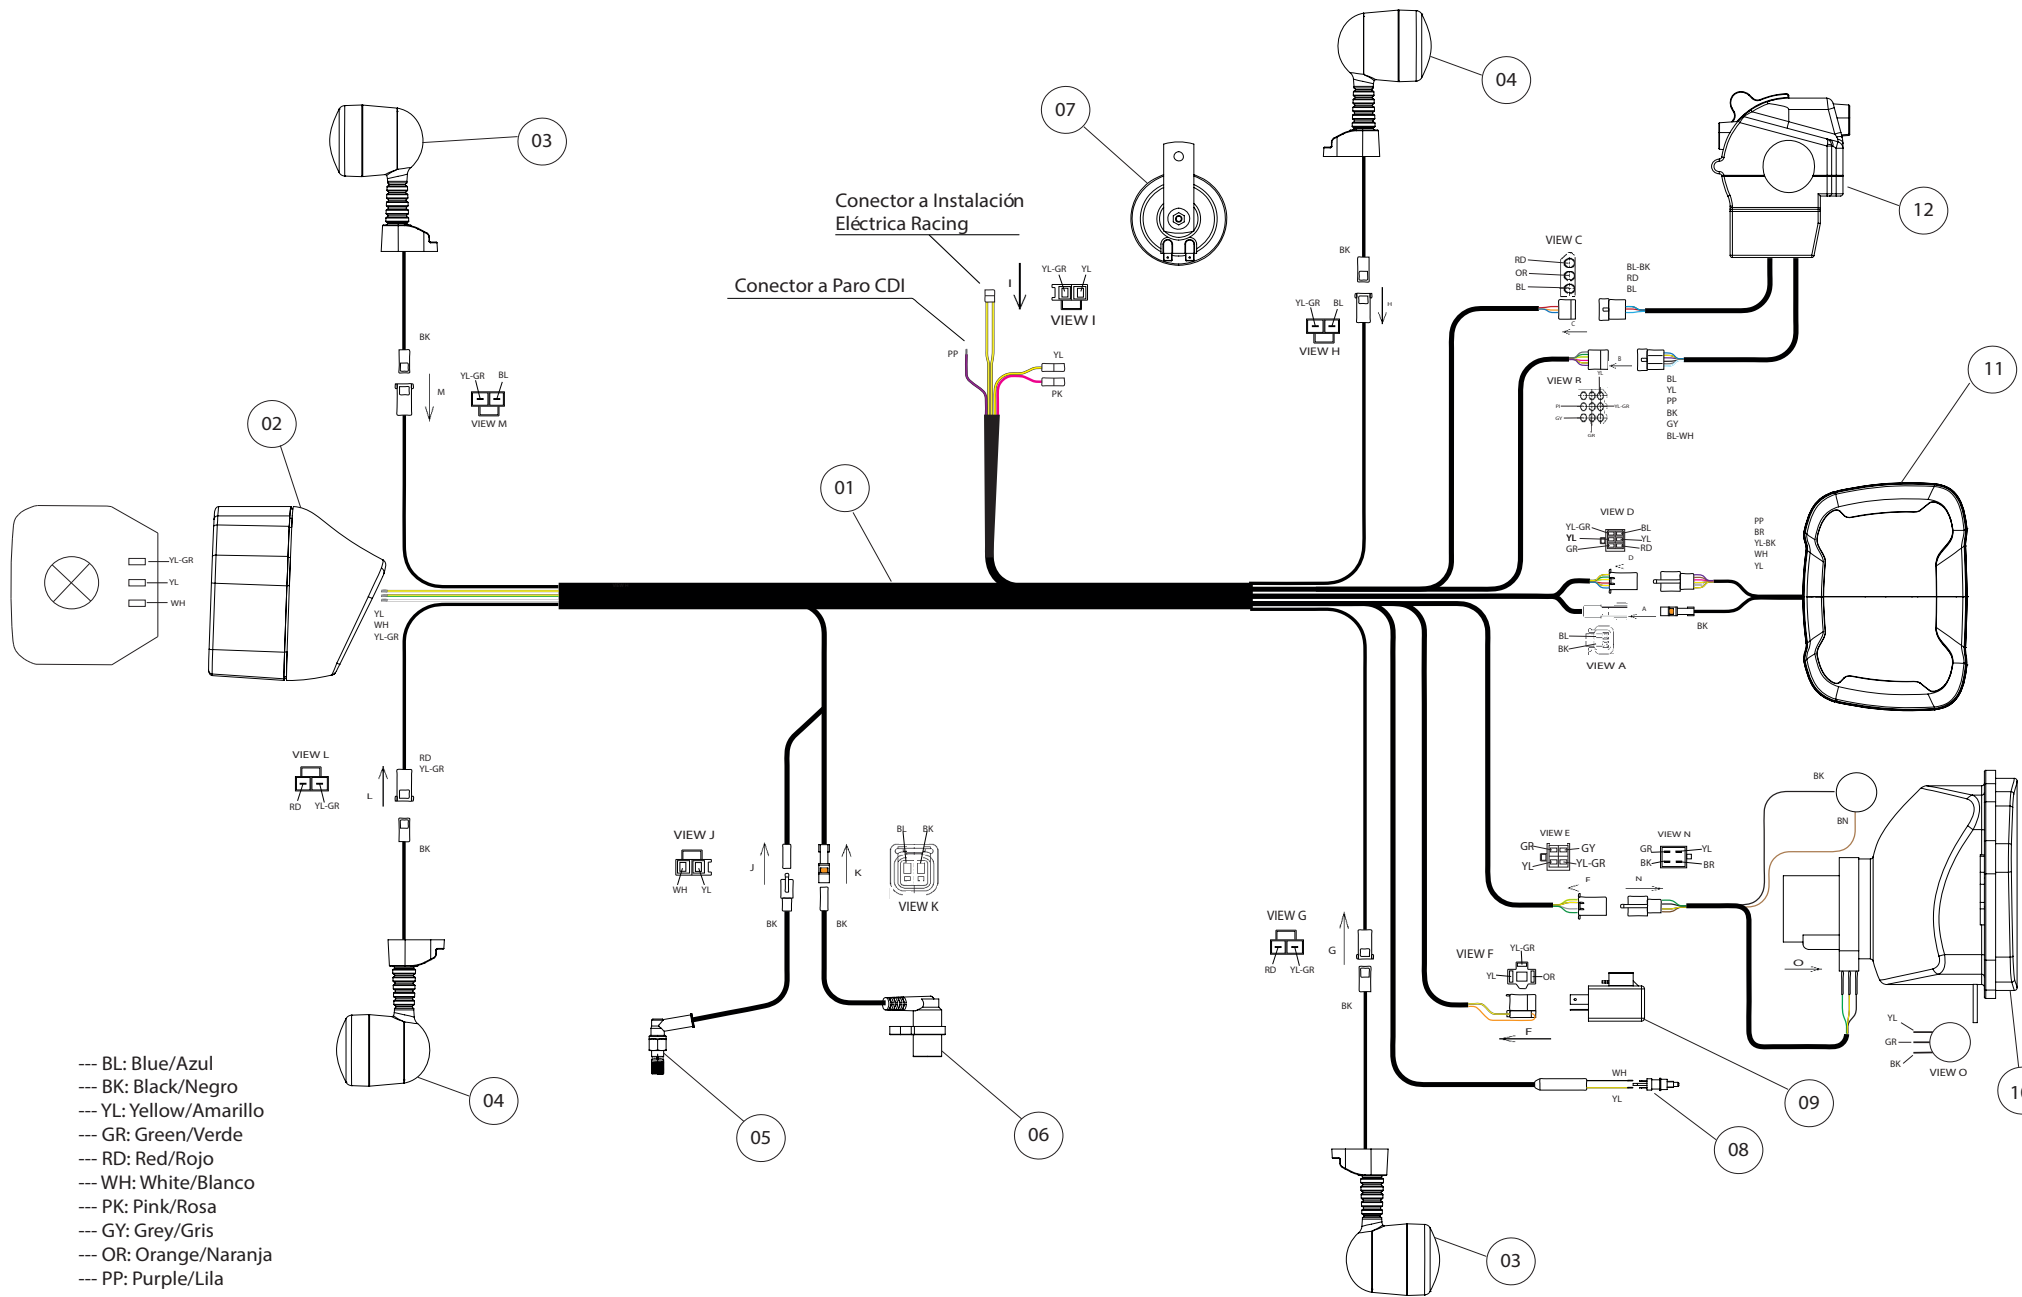 04
03
07
Conector a Instalación
Eléctrica Racing
Conector a Paro CDI
I
YL-GR YL
VIEW I
PP
YL
PK
12
VIEW C
RD
OR
BL
BL-BK
RD
BL
C
BK
YL-GR BL
VIEW H
H
BK
M
YL-GR BL
VIEW M
B
YL
VIEW B
YL-GR
GY
GR
BL
YL
PP
BK
GY
BL-WH
11
02
01
YL-GR
YL
WH
YL
WH
YL-GR
VIEW D
YL-GR
YL
GR
BL
YL
RD
D
PP
BR
YL-BK
WH
YL
A
BK
BL
BK
VIEW A
VIEW L
RD YL-GR
L
RD
YL-GR
BK
VIEW J
WH YL
J
BK
K
BK
BL BK
VIEW K
BK
BN
VIEW E
GR
YL
GY
YL-GR
VIEW N
GR
BK
YL
BR
N
VIEW G
RD YL-GR
G
BK
VIEW F
YL-GR
YL
OR
F
O
YL
GR
BK
VIEW O
WH
YL
10
09
08
04
05
06
03
--- BL: Blue/Azul
--- BK: Black/Negro
--- YL: Yellow/Amarillo
--- GR: Green/Verde
--- RD: Red/Rojo
--- WH: White/Blanco
--- PK: Pink/Rosa
--- GY: Grey/Gris
--- OR: Orange/Naranja
--- PP: Purple/Lila